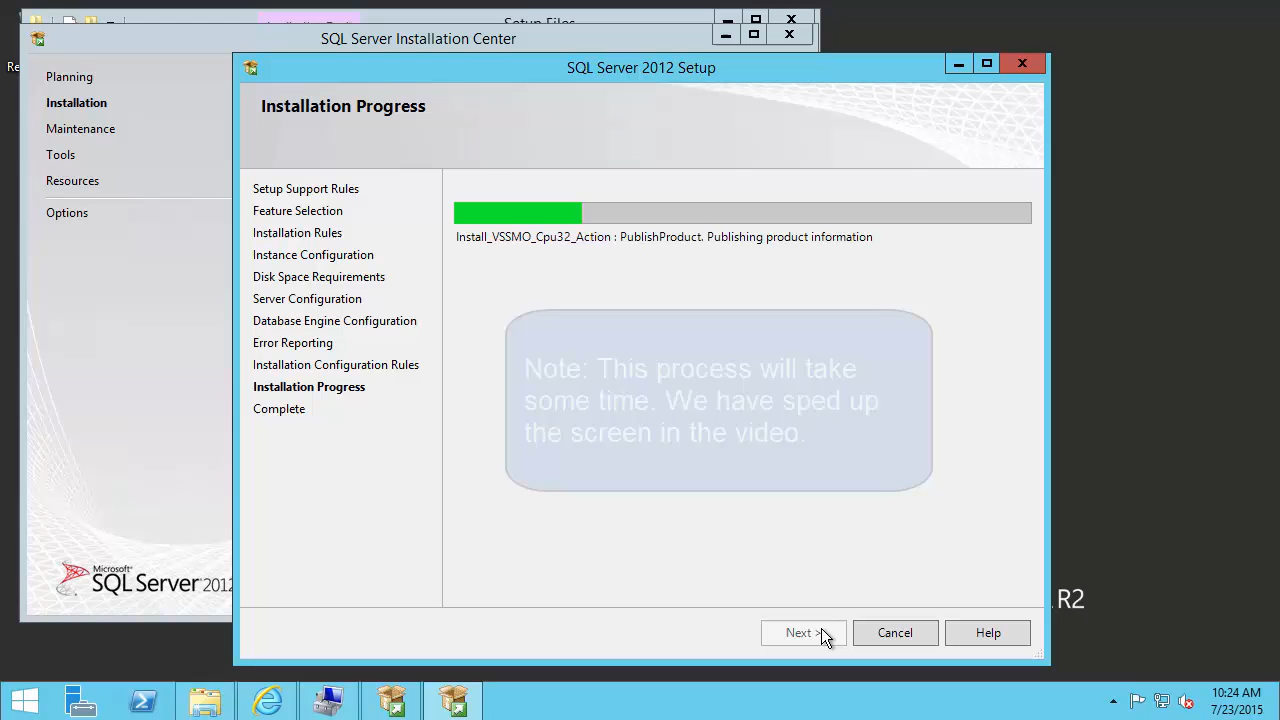 Setup Files
SQL Server Installation Center
SQL Server 2012 Setup
Re
Planning
Installation
Maintenance
Tools
Resources
Options
Microsoft®
SQL Server 2012
Installation Progress
Setup Support Rules
Feature Selection
Installation Rules
Instance Configuration
Disk Space Requirements
Server Configuration
Database Engine Configuration
Error Reporting
Installation Configuration Rules
Installation Progress
Complete
Install_VSSMO_Cpu32_Action : PublishProduct. Publishing product information
Note: This process will take
some time. We have sped up
the screen in the video.
Next >
Cancel
Help
R2
10:24 AM
7/23/2015